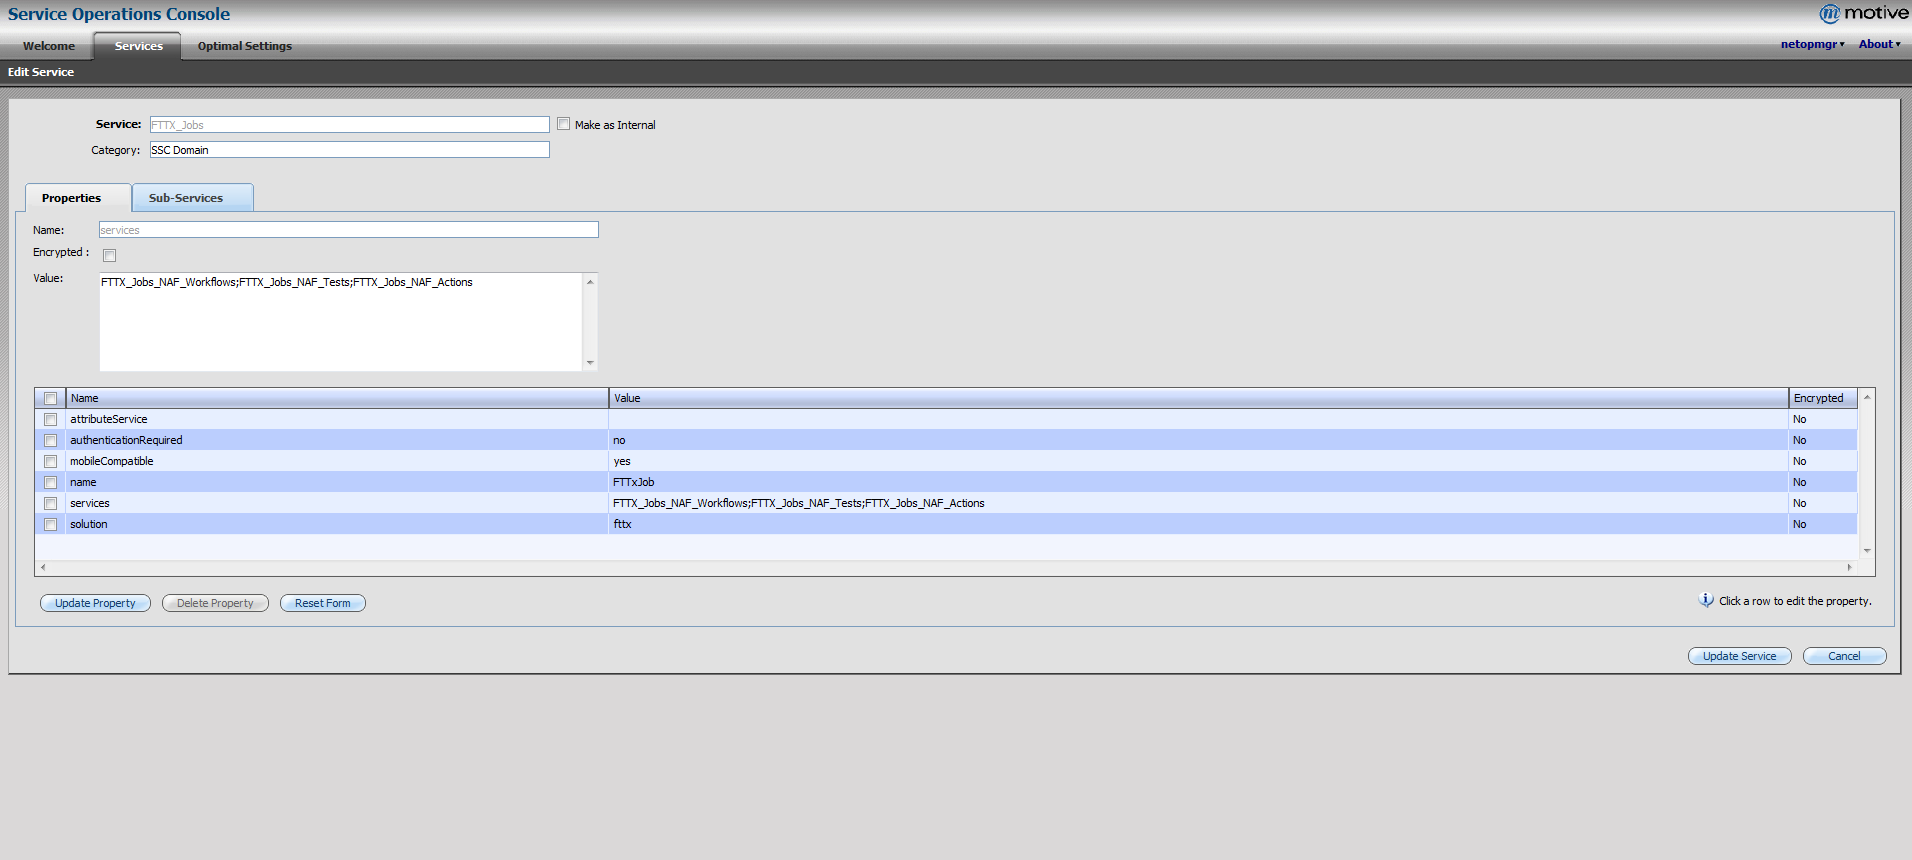 Service Operations Console
motive
Welcome Services Optimal Settings
netopmgr About
Edit Service
Service: FTTX_Jobs Make as Internal
Category: SSC Domain
Properties Sub-Services
Name: services
Encrypted :
Value: FTTX_Jobs_NAF_Workflows;FTTX_Jobs_NAF_Tests;FTTX_Jobs_NAF_Actions
Name Value Encrypted
attributeService No
authenticationRequired no No
mobileCompatible yes No
name FTTxJob No
services FTTX_Jobs_NAF_Workflows;FTTX_Jobs_NAF_Tests;FTTX_Jobs_NAF_Actions No
solution fttx No
Update Property Delete Property Reset Form Click a row to edit the property.
Update Service Cancel